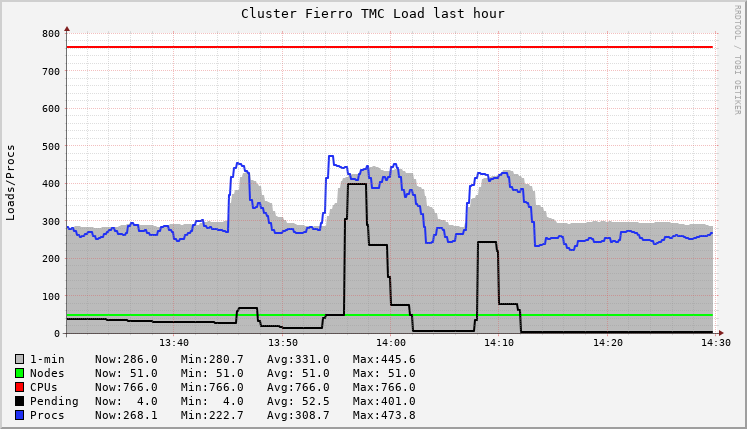 Cluster Fierro TMC Load last hour
RRDTOOL / TOBI OETIKER
Loads/Procs
800
700
600
500
400
300
200
100
0
13:40 13:50 14:00 14:10 14:20 14:30
1-min Now:286.0 Min:280.7 Avg:331.0 Max:445.6
Nodes Now: 51.0 Min: 51.0 Avg: 51.0 Max: 51.0
CPUs Now:766.0 Min:766.0 Avg:766.0 Max:766.0
Pending Now: 4.0 Min: 4.0 Avg: 52.5 Max:401.0
Procs Now:268.1 Min:222.7 Avg:308.7 Max:473.8